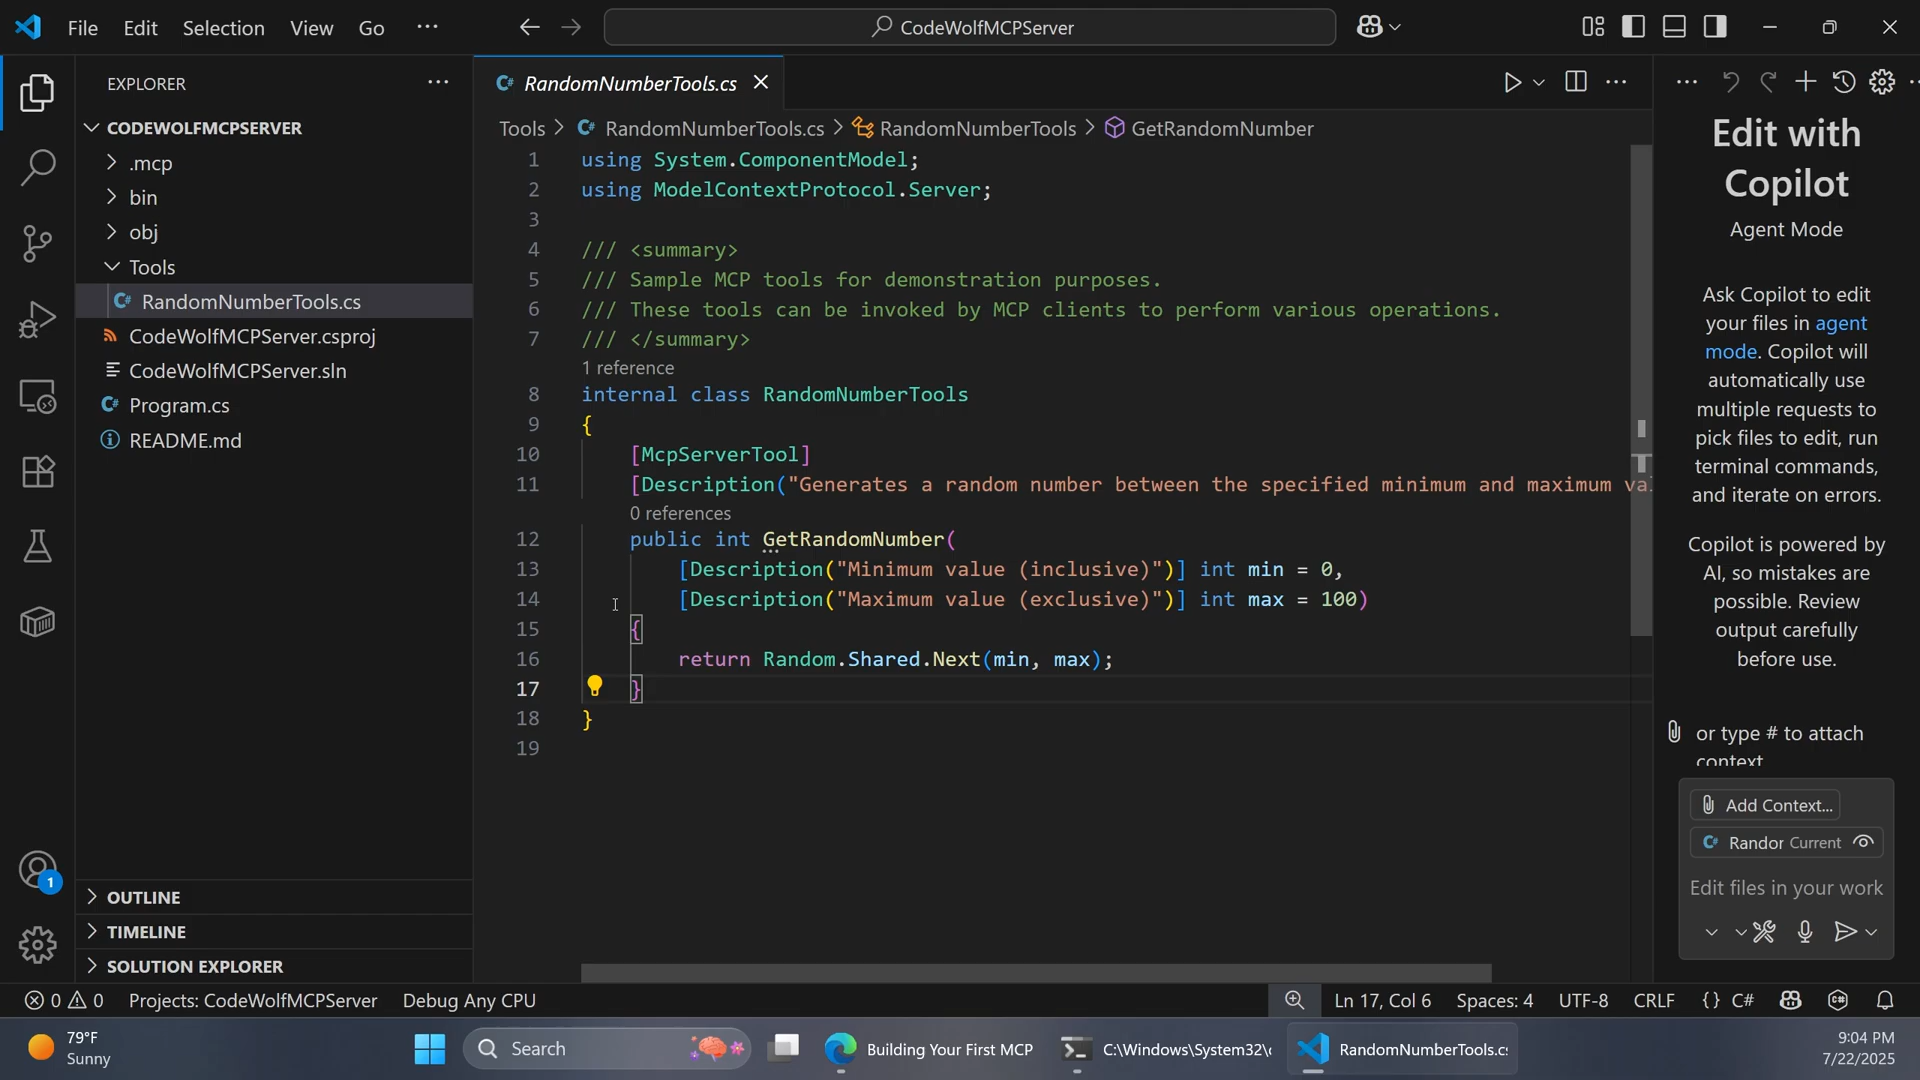 File Edit Selection View Go ...
CodeWolfMCPServer
EXPLORER
CODEWOLFMCPSERVER
.mcp
bin
obj
Tools
RandomNumberTools.cs
CodeWolfMCPServer.csproj
CodeWolfMCPServer.sln
Program.cs
README.md
1
OUTLINE
TIMELINE
SOLUTION EXPLORER
RandomNumberTools.cs
Tools > RandomNumberTools.cs > RandomNumberTools > GetRandomNumber
1 using System.ComponentModel;
2 using ModelContextProtocol.Server;
3
4 /// <summary>
5 /// Sample MCP tools for demonstration purposes.
6 /// These tools can be invoked by MCP clients to perform various operations.
7 /// </summary>
1 reference
8 internal class RandomNumberTools
9 {
10 [McpServerTool]
11 [Description("Generates a random number between the specified minimum and maximum va
0 references
12 public int GetRandomNumber(
13 [Description("Minimum value (inclusive)")] int min = 0,
14 [Description("Maximum value (exclusive)")] int max = 100)
15 {
16 return Random.Shared.Next(min, max);
17 }
18 }
19
Edit with
Copilot
Agent Mode
Ask Copilot to edit
your files in agent
mode. Copilot will
automatically use
multiple requests to
pick files to edit, run
terminal commands,
and iterate on errors.
Copilot is powered by
AI, so mistakes are
possible. Review
output carefully
before use.
or type # to attach
context
Add Context...
Randor Current
Edit files in your work
0 0 Projects: CodeWolfMCPServer Debug Any CPU
Ln 17, Col 6 Spaces: 4 UTF-8 CRLF {} C#
79°F
Sunny
Search
Building Your First MCP
C:\Windows\System32\c
RandomNumberTools.cs
9:04 PM
7/22/2025